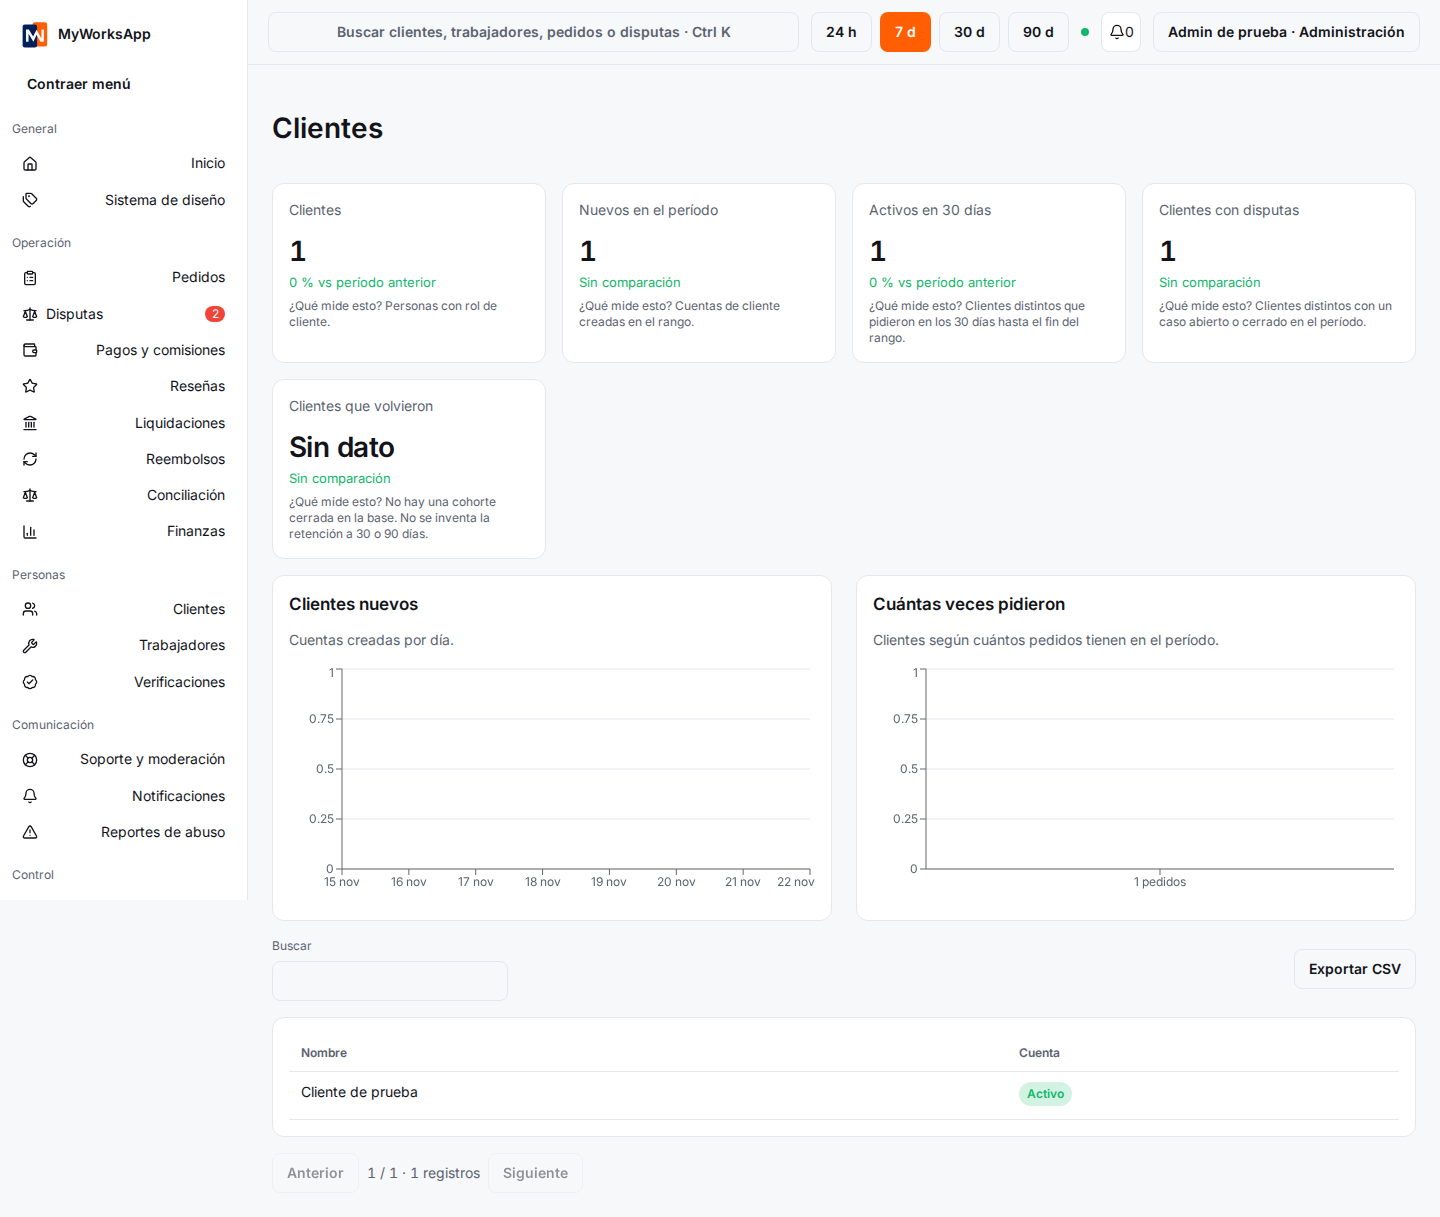 MyWorksApp
Buscar clientes, trabajadores, pedidos o disputas · Ctrl K
24 h
7 d
30 d
90 d
0
Admin de prueba · Administración
Contraer menú
General
Inicio
Sistema de diseño
Operación
Pedidos
Disputas
2
Pagos y comisiones
Reseñas
Liquidaciones
Reembolsos
Conciliación
Finanzas
Personas
Clientes
Trabajadores
Verificaciones
Comunicación
Soporte y moderación
Notificaciones
Reportes de abuso
Control
Clientes
Clientes
1
0 % vs período anterior
¿Qué mide esto? Personas con rol de
cliente.
Nuevos en el período
1
Sin comparación
¿Qué mide esto? Cuentas de cliente
creadas en el rango.
Activos en 30 días
1
0 % vs período anterior
¿Qué mide esto? Clientes distintos que
pidieron en los 30 días hasta el fin del
rango.
Clientes con disputas
1
Sin comparación
¿Qué mide esto? Clientes distintos con un
caso abierto o cerrado en el período.
Clientes que volvieron
Sin dato
Sin comparación
¿Qué mide esto? No hay una cohorte
cerrada en la base. No se inventa la
retención a 30 o 90 días.
Clientes nuevos
Cuentas creadas por día.
1
0.75
0.5
0.25
0
15 nov
16 nov
17 nov
18 nov
19 nov
20 nov
21 nov
22 nov
Cuántas veces pidieron
Clientes según cuántos pedidos tienen en el período.
1
0.75
0.5
0.25
0
1 pedidos
Buscar
Exportar CSV
Nombre
Cuenta
Cliente de prueba
Activo
Anterior
1 / 1 · 1 registros
Siguiente